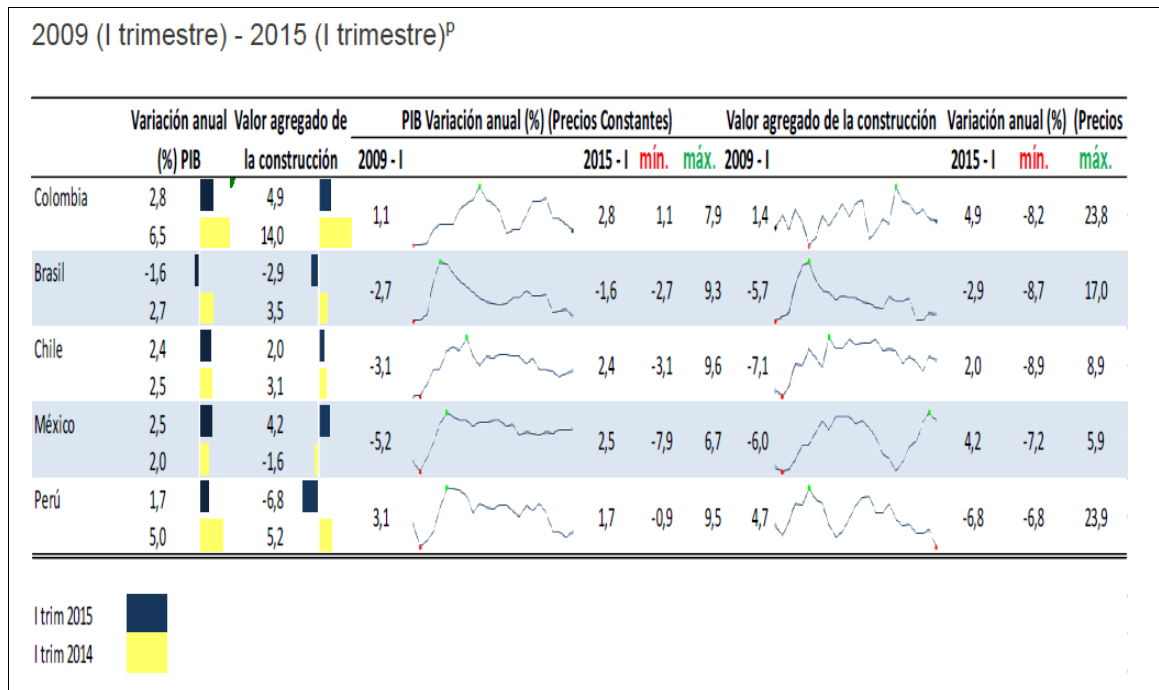 2009 (I trimestre) - 2015 (I trimestre)ᵖ
Variación anual Valor agregado de PIB Variación anual (%) (Precios Constantes) Valor agregado de la construcción Variación anual (%) (Precios
(%) PIB la construcción 2009 - I 2015 - I mín. máx. 2009 - I 2015 - I mín. máx.
Colombia 2,8 4,9
1,1 2,8 1,1 7,9 1,4 4,9 -8,2 23,8
6,5 14,0
Brasil -1,6 -2,9
-2,7 -1,6 -2,7 9,3 -5,7 -2,9 -8,7 17,0
2,7 3,5
Chile 2,4 2,0
-3,1 2,4 -3,1 9,6 -7,1 2,0 -8,9 8,9
2,5 3,1
México 2,5 4,2
-5,2 2,5 -7,9 6,7 -6,0 4,2 -7,2 5,9
2,0 -1,6
Perú 1,7 -6,8
3,1 1,7 -0,9 9,5 4,7 -6,8 -6,8 23,9
5,0 5,2
I trim 2015
I trim 2014